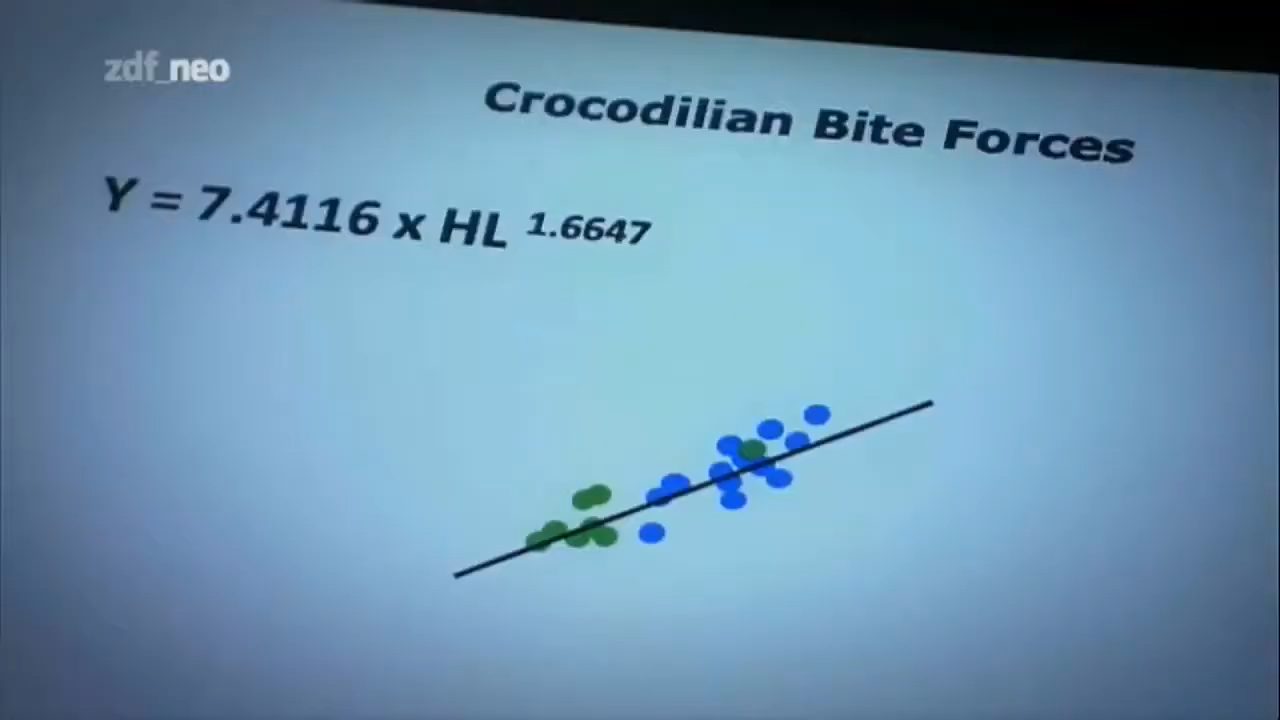 zdf_neo
Crocodilian Bite Forces
Y = 7.4116 x HL 1.6647